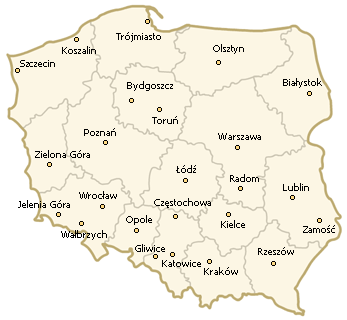 Trójmiasto
Koszalin
Olsztyn
Szczecin
Białystok
Bydgoszcz
Toruń
Poznań
Warszawa
Zielona Góra
Łódź
Radom
Lublin
Wrocław
Jelenia Góra
Częstochowa
Opole
Kielce
Zamość
Wałbrzych
Gliwice
Rzeszów
Katowice
Kraków